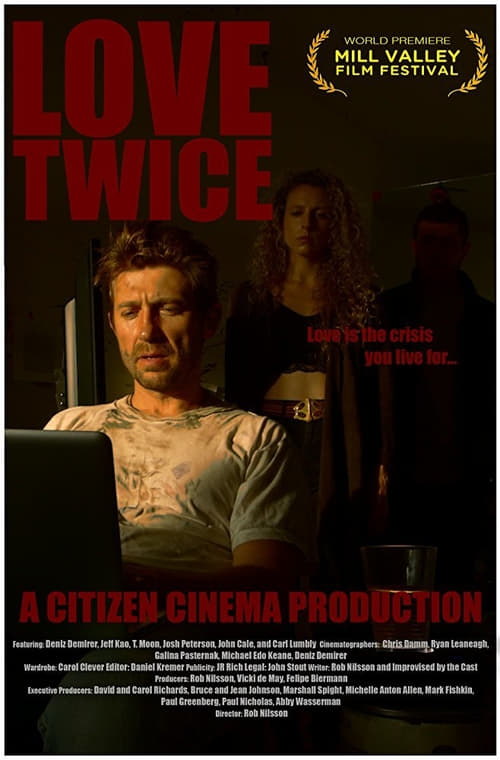 LOVE
TWICE
WORLD PREMIERE
MILL VALLEY
FILM FESTIVAL
Love is the crisis
you live for...
A CITIZEN CINEMA PRODUCTION
Featuring: Deniz Demirer, Jeff Kao, T. Moon, Josh Peterson, John Cale, and Carl Lumbly Cinematographers: Chris Damm, Ryan Leaneagh,
Galina Pasternak, Michael Edo Keane, Deniz Demirer
Wardrobe: Carol Clever Editor: Daniel Kremer Publicity: JR Rich Legal: John Stout Writer: Rob Nilsson and Improvised by the Cast
Producers: Rob Nilsson, Vicki de May, Felipe Biermann
Executive Producers: David and Carol Richards, Bruce and Jean Johnson, Marshall Spight, Michelle Anton Allen, Mark Fishkin,
Paul Greenberg, Paul Nicholas, Abby Wasserman
Director: Rob Nilsson